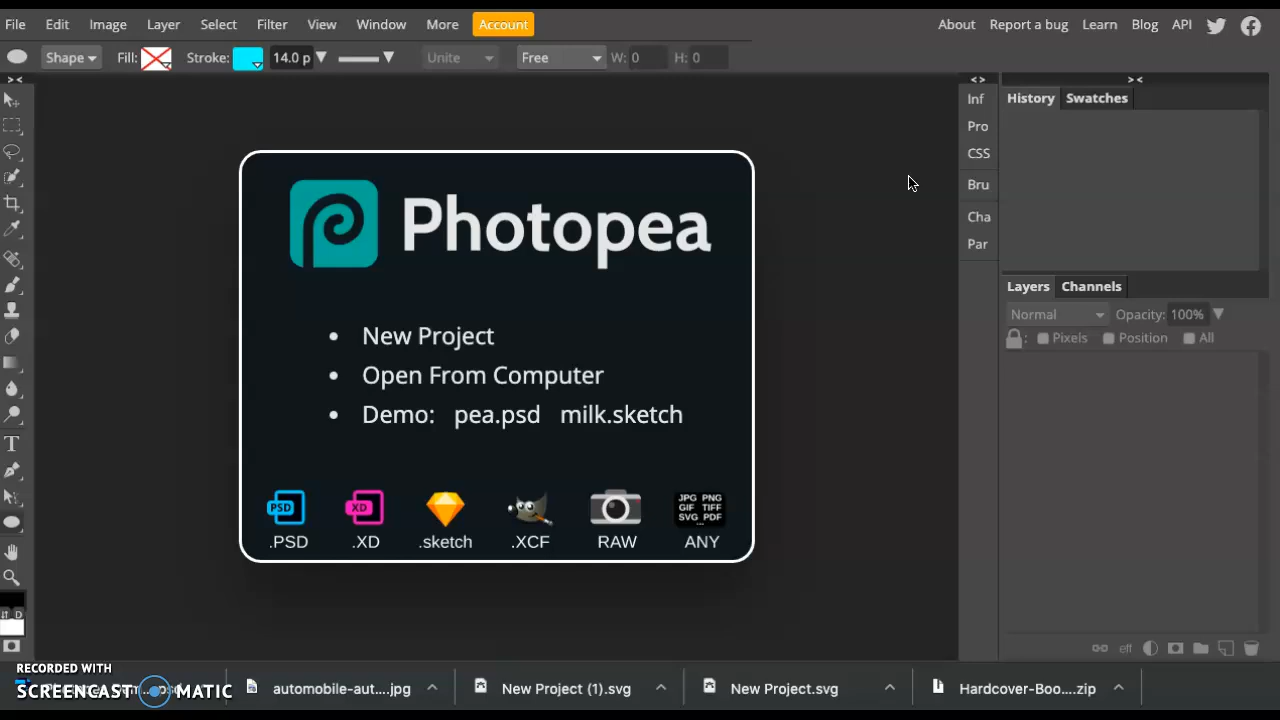 File Edit Image Layer Select Filter View Window More Account About Report a bug Learn Blog API
Shape Fill: Stroke: 14.0 p Unite Free W: 0 H: 0
> < < > > <
Inf
Pro
CSS
Bru
Cha
Par
History Swatches
Photopea
• New Project
• Open From Computer
• Demo: pea.psd milk.sketch
PSD XD JPG PNG
GIF TIFF
SVG PDF
...
.PSD .XD .sketch .XCF RAW ANY
Layers Channels
Normal Opacity: 100%
: Pixels Position All
T
D
eff
RECORDED WITH
SCREENCAST MATIC
automobile-aut....jpg New Project (1).svg New Project.svg Hardcover-Boo....zip